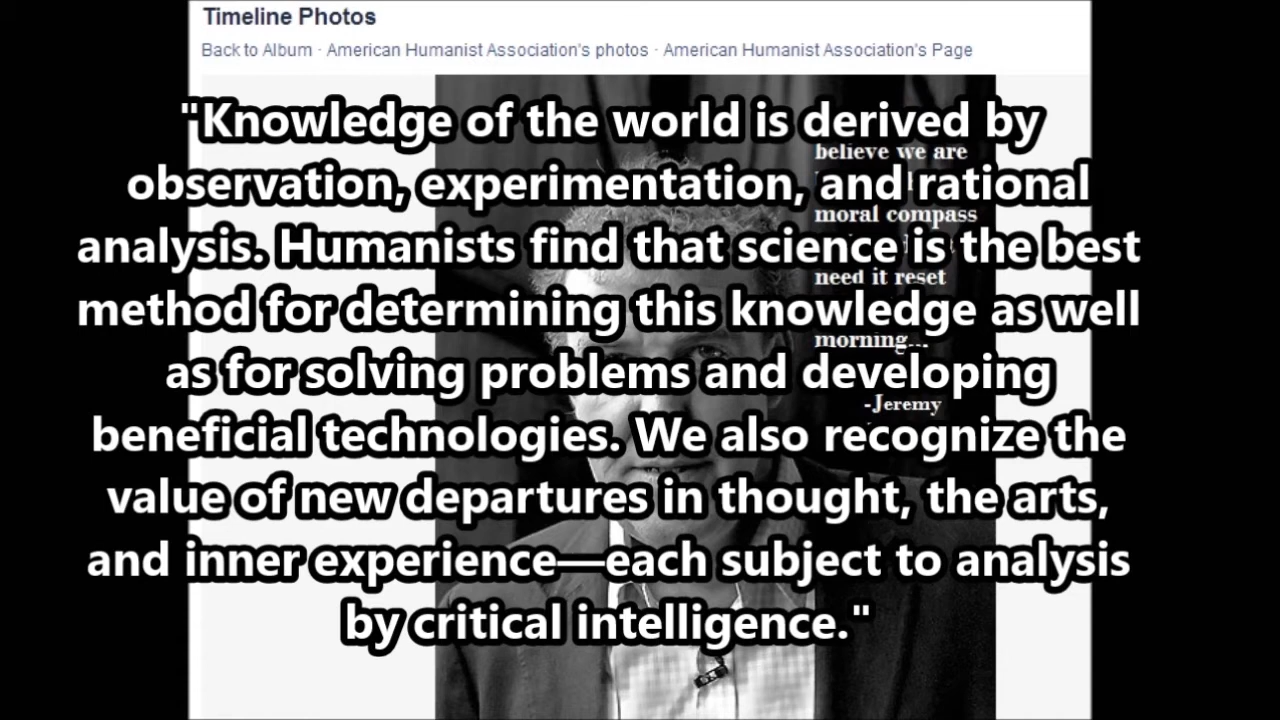 Timeline Photos
Back to Album · American Humanist Association's photos · American Humanist Association's Page
"Knowledge of the world is derived by
observation, experimentation, and rational
analysis. Humanists find that science is the best
method for determining this knowledge as well
as for solving problems and developing
beneficial technologies. We also recognize the
value of new departures in thought, the arts,
and inner experience—each subject to analysis
by critical intelligence."
believe we are
moral compass
need it reset
morning...
-Jeremy